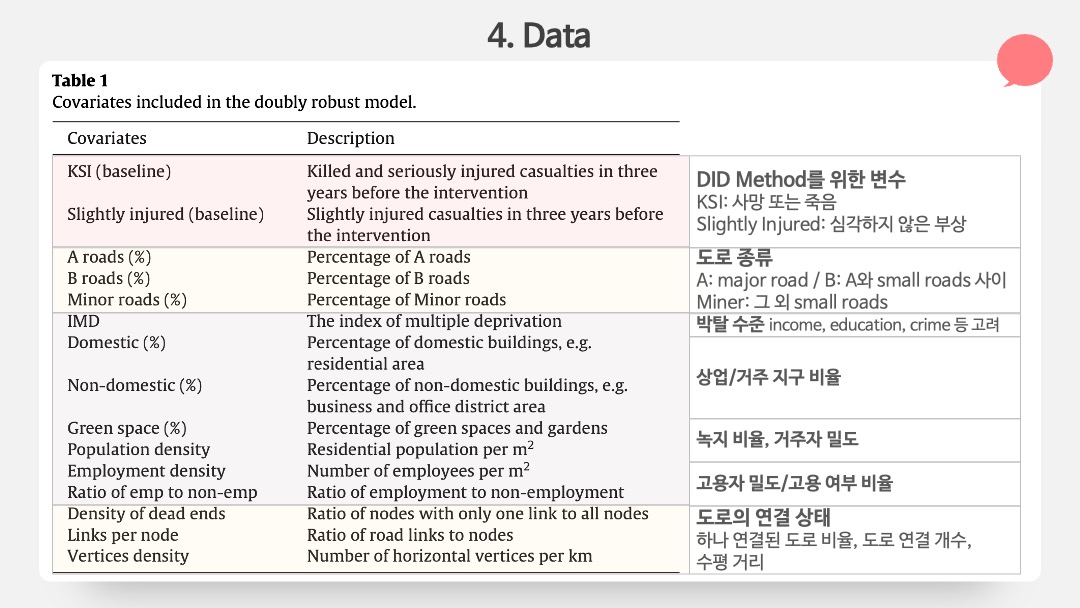 4. Data
Table 1
Covariates included in the doubly robust model.
Covariates Description
KSI (baseline) Killed and seriously injured casualties in three
years before the intervention
Slightly injured (baseline) Slightly injured casualties in three years before
the intervention
DID Method를 위한 변수
KSI: 사망 또는 죽음
Slightly Injured: 심각하지 않은 부상
A roads (%) Percentage of A roads
B roads (%) Percentage of B roads
Minor roads (%) Percentage of Minor roads
도로 종류
A: major road / B: A와 small roads 사이
Miner: 그 외 small roads
IMD The index of multiple deprivation
박탈 수준 income, education, crime 등 고려
Domestic (%) Percentage of domestic buildings, e.g.
residential area
Non-domestic (%) Percentage of non-domestic buildings, e.g.
business and office district area
상업/거주 지구 비율
Green space (%) Percentage of green spaces and gardens
Population density Residential population per m²
녹지 비율, 거주자 밀도
Employment density Number of employees per m²
Ratio of emp to non-emp Ratio of employment to non-employment
고용자 밀도/고용 여부 비율
Density of dead ends Ratio of nodes with only one link to all nodes
Links per node Ratio of road links to nodes
Vertices density Number of horizontal vertices per km
도로의 연결 상태
하나 연결된 도로 비율, 도로 연결 개수,
수평 거리